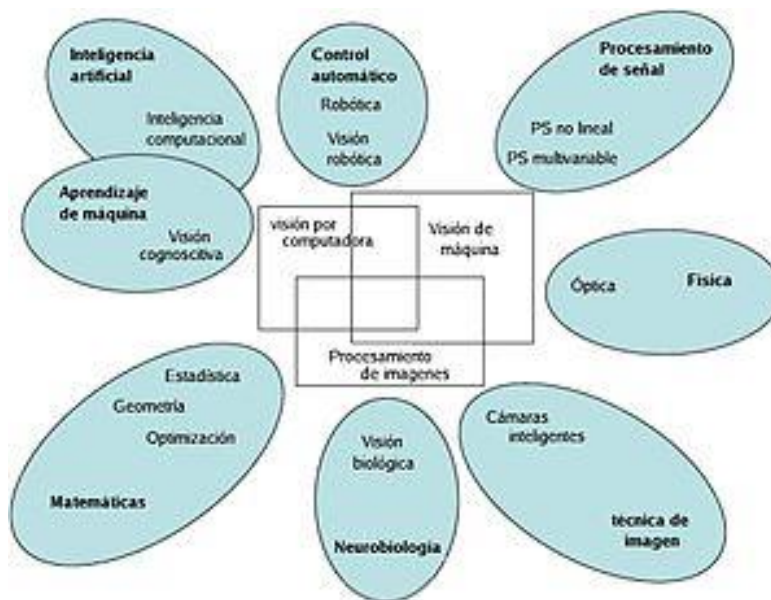 Inteligencia
artificial
Inteligencia
computacional
Control
automático
Robótica
Visión
robótica
Procesamiento
de señal
PS no lineal
PS multivariable
Aprendizaje
de máquina
Visión
cognoscitiva
visión por
computadora
Visión de
máquina
Óptica
Física
Procesamiento
de imagenes
Estadística
Geometría
Optimización
Matemáticas
Visión
biológica
Neurobiología
Cámaras
inteligentes
técnica de
imagen